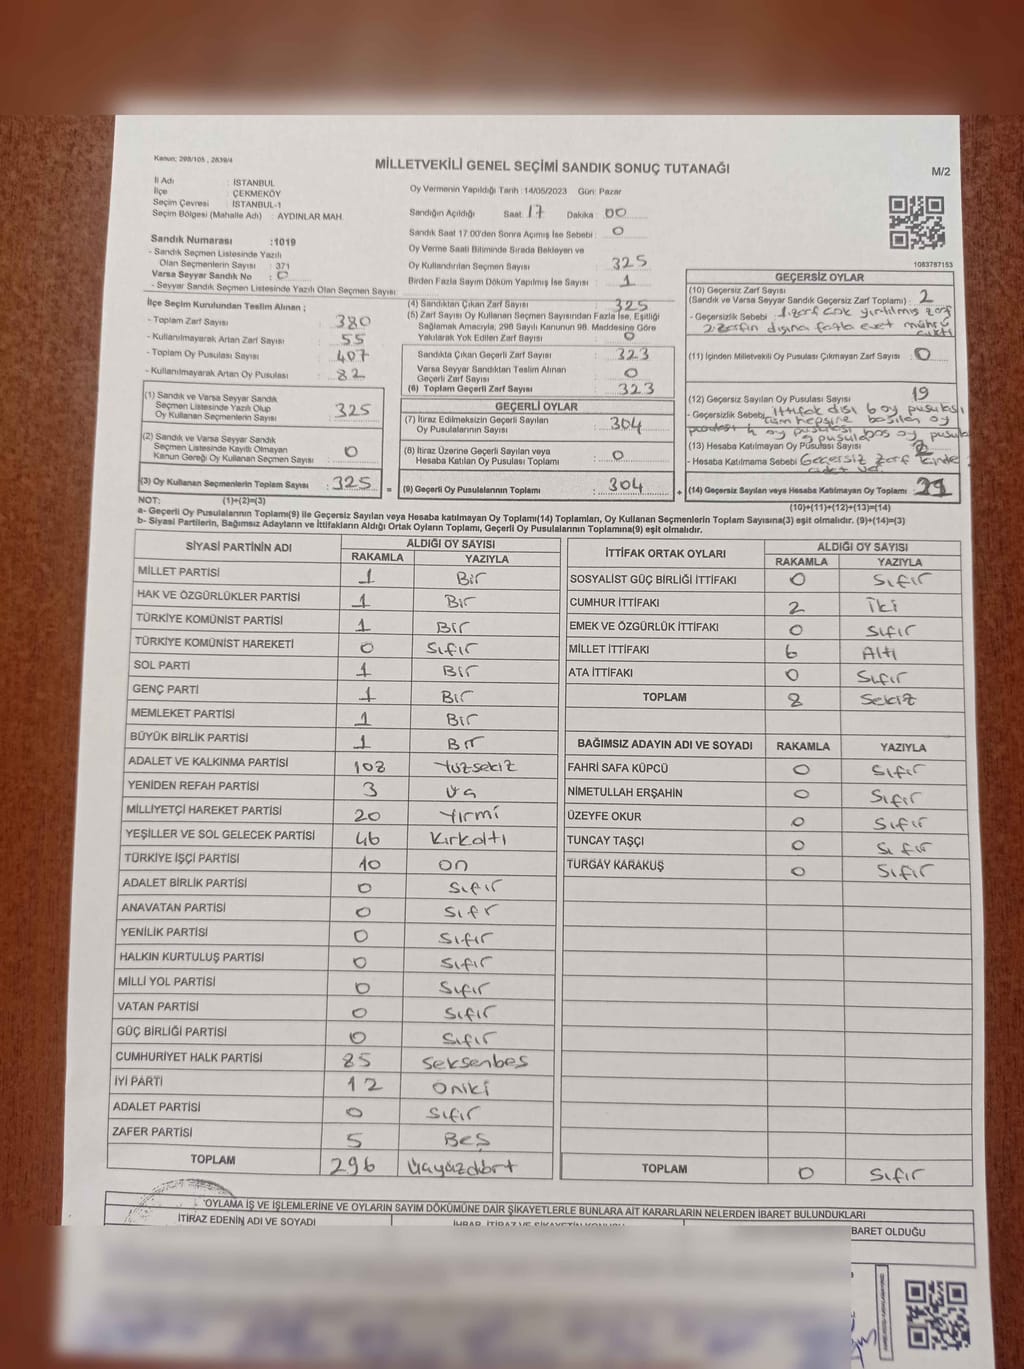 Kanun: 298/105 , 2839/4
MİLLETVEKİLİ GENEL SEÇİMİ SANDIK SONUÇ TUTANAĞI
M/2
İl Adı : İSTANBUL
İlçe : ÇEKMEKÖY
Seçim Çevresi : İSTANBUL-1
Seçim Bölgesi (Mahalle Adı) : AYDINLAR MAH.
Sandık Numarası :1019
- Sandık Seçmen Listesinde Yazılı
Olan Seçmenlerin Sayısı : 371
Varsa Seyyar Sandık No : 0
- Seyyar Sandık Seçmen Listesinde Yazılı Olan Seçmen Sayısı
Oy Vermenin Yapıldığı Tarih :14/05/2023 Gün: Pazar
Sandığın Açıldığı Saat 17 Dakika 00
Sandık Saat 17:00'den Sonra Açımış İse Sebebi : 0
Oy Verme Saati Bitiminde Sırada Bekleyen ve
Oy Kullandırılan Seçmen Sayısı : 325
Birden Fazla Sayım Döküm Yapılmış İse Sayısı : 1
1083787153
İlçe Seçim Kurulundan Teslim Alınan ;
- Toplam Zarf Sayısı : 380
- Kullanılmayarak Artan Zarf Sayısı : 55
- Toplam Oy Pusulası Sayısı : 407
- Kullanılmayarak Artan Oy Pusulası : 82
(1) Sandık ve Varsa Seyyar Sandık
Seçmen Listesinde Yazılı Olup
Oy Kullanan Seçmenlerin Sayısı : 325
(2) Sandık ve Varsa Seyyar Sandık
Seçmen Listesinde Kayıtlı Olmayan
Kanun Gereği Oy Kullanan Seçmen Sayısı : 0
(3) Oy Kullanan Seçmenlerin Toplam Sayısı : 325 =
(4) Sandıktan Çıkan Zarf Sayısı : 325
(5) Zarf Sayısı Oy Kullanan Seçmen Sayısından Fazla İse, Eşitliği
Sağlamak Amacıyla, 298 Sayılı Kanunun 98. Maddesine Göre
Yakılarak Yok Edilen Zarf Sayısı : 0
Sandıkta Çıkan Geçerli Zarf Sayısı : 323
Varsa Seyyar Sandıktan Teslim Alınan
Geçerli Zarf Sayısı : 0
(6) Toplam Geçerli Zarf Sayısı : 323
GEÇERLİ OYLAR
(7) İtiraz Edilmeksizin Geçerli Sayılan
Oy Pusulalarının Sayısı : 304
(8) İtiraz Üzerine Geçerli Sayılan veya
Hesaba Katılan Oy Pusulası Toplamı : 0
(9) Geçerli Oy Pusulalarının Toplamı : 304 +
GEÇERSİZ OYLAR
(10) Geçersiz Zarf Sayısı
(Sandık ve Varsa Seyyar Sandık Geçersiz Zarf Toplamı) : 2
- Geçersizlik Sebebi : 1.zarf çok yırtılmış zarf
2.zarfın dışına fazla evet mührü
(11) İçinden Milletvekili Oy Pusulası Çıkmayan Zarf Sayısı : 0
(12) Geçersiz Sayılan Oy Pusulası Sayısı : 19
- Geçersizlik Sebebi : ittifak dışı 6 oy pusulası
hepsine basılan oy
oy pusulası
9 pusula boş oy pusula
(13) Hesaba Katılmayan Oy Pusulası Sayısı
- Hesaba Katılmama Sebebi : Geçersiz zarf içinde
adet var
(14) Geçersiz Sayılan veya Hesaba Katılmayan Oy Toplamı :
NOT: (1)+(2)=(3)
(10)+(11)+(12)+(13)=(14)
a- Geçerli Oy Pusulasının Toplamı(9) ile Geçersiz Sayılan veya Hesaba katılmayan Oy Toplamı(14) Toplamları, Oy Kullanan Seçmenlerin Toplam Sayısına(3) eşit olmalıdır. (9)+(14)=(3)
b- Siyasi Partilerin, Bağımsız Adayların ve İttifakların Aldığı Ortak Oyların Toplamı, Geçerli Oy Pusulalarının Toplamına(9) eşit olmalıdır.
SİYASİ PARTİNİN ADI ALDIĞI OY SAYISI
RAKAMLA YAZIYLA
MİLLET PARTİSİ 1 Bir
HAK VE ÖZGÜRLÜKLER PARTİSİ 1 Bir
TÜRKİYE KOMÜNİST PARTİSİ 1 Bir
TÜRKİYE KOMÜNİST HAREKETİ 0 Sıfır
SOL PARTİ 1 Bir
GENÇ PARTİ 1 Bir
MEMLEKET PARTİSİ 1 Bir
BÜYÜK BİRLİK PARTİSİ 1 Bir
ADALET VE KALKINMA PARTİSİ 108 Yüzsekiz
YENİDEN REFAH PARTİSİ 3 Üç
MİLLİYETÇİ HAREKET PARTİSİ 20 Yirmi
YEŞİLLER VE SOL GELECEK PARTİSİ 46 Kırkaltı
TÜRKİYE İŞÇİ PARTİSİ 10 on
ADALET BİRLİK PARTİSİ 0 Sıfır
ANAVATAN PARTİSİ 0 Sıfr
YENİLİK PARTİSİ 0 Sıfır
HALKIN KURTULUŞ PARTİSİ 0 Sıfır
MİLLİ YOL PARTİSİ 0 Sıfır
VATAN PARTİSİ 0 Sıfır
GÜÇ BİRLİĞİ PARTİSİ 0 Sıfır
CUMHURİYET HALK PARTİSİ 85 Seksenbeş
İYİ PARTİ 12 Oniki
ADALET PARTİSİ 0 Sıfır
ZAFER PARTİSİ 5 Beş
TOPLAM 296 Üçyüzdört
İTTİFAK ORTAK OYLARI ALDIĞI OY SAYISI
RAKAMLA YAZIYLA
SOSYALİST GÜÇ BİRLİĞİ İTTİFAKI 0 Sıfır
CUMHUR İTTİFAKI 2 İki
EMEK VE ÖZGÜRLÜK İTTİFAKI 0 Sıfır
MİLLET İTTİFAKI 6 Altı
ATA İTTİFAKI 0 Sıfır
TOPLAM 8 Sekiz
BAĞIMSIZ ADAYIN ADI VE SOYADI RAKAMLA YAZIYLA
FAHRİ SAFA KÜPCÜ 0 Sıfır
NİMETULLAH ERŞAHİN 0 Sıfır
ÜZEYFE OKUR 0 Sıfır
TUNCAY TAŞÇI 0 Sıfır
TURGAY KARAKUŞ 0 Sıfır
TOPLAM 0 Sıfır
OYLAMA İŞ VE İŞLEMLERİNE VE OYLARIN SAYIM DÖKÜMÜNE DAİR ŞİKAYETLERLE BUNLARA AİT KARARLARIN NELERDEN İBARET BULUNDUKLARI
İTİRAZ EDENİN ADI VE SOYADI
BARET OLDUĞU